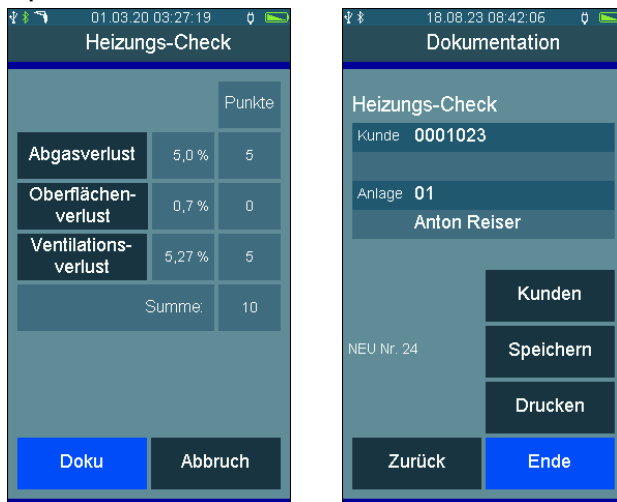 01.03.20 03:27:19
Heizungs-Check
Punkte
Abgasverlust 5,0 % 5
Oberflächen-
verlust 0,7 % 0
Ventilations-
verlust 5,27 % 5
Summe: 10
Doku Abbruch
18.08.23 08:42:06
Dokumentation
Heizungs-Check
Kunde 0001023
Anlage 01
Anton Reiser
Kunden
NEU Nr. 24 Speichern
Drucken
Zurück Ende